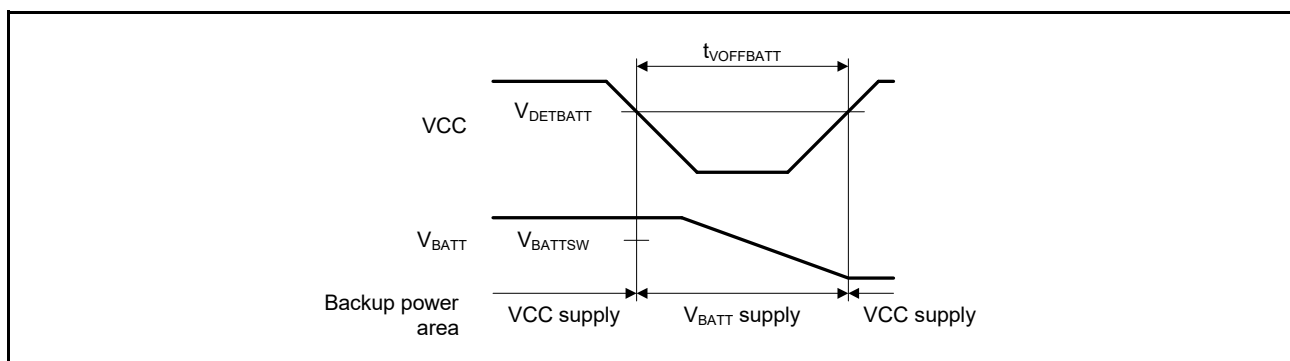 tVOFFBATT
VCC
VDETBATT
VBATT
VBATTSW
Backup power
area
VCC supply
VBATT supply
VCC supply